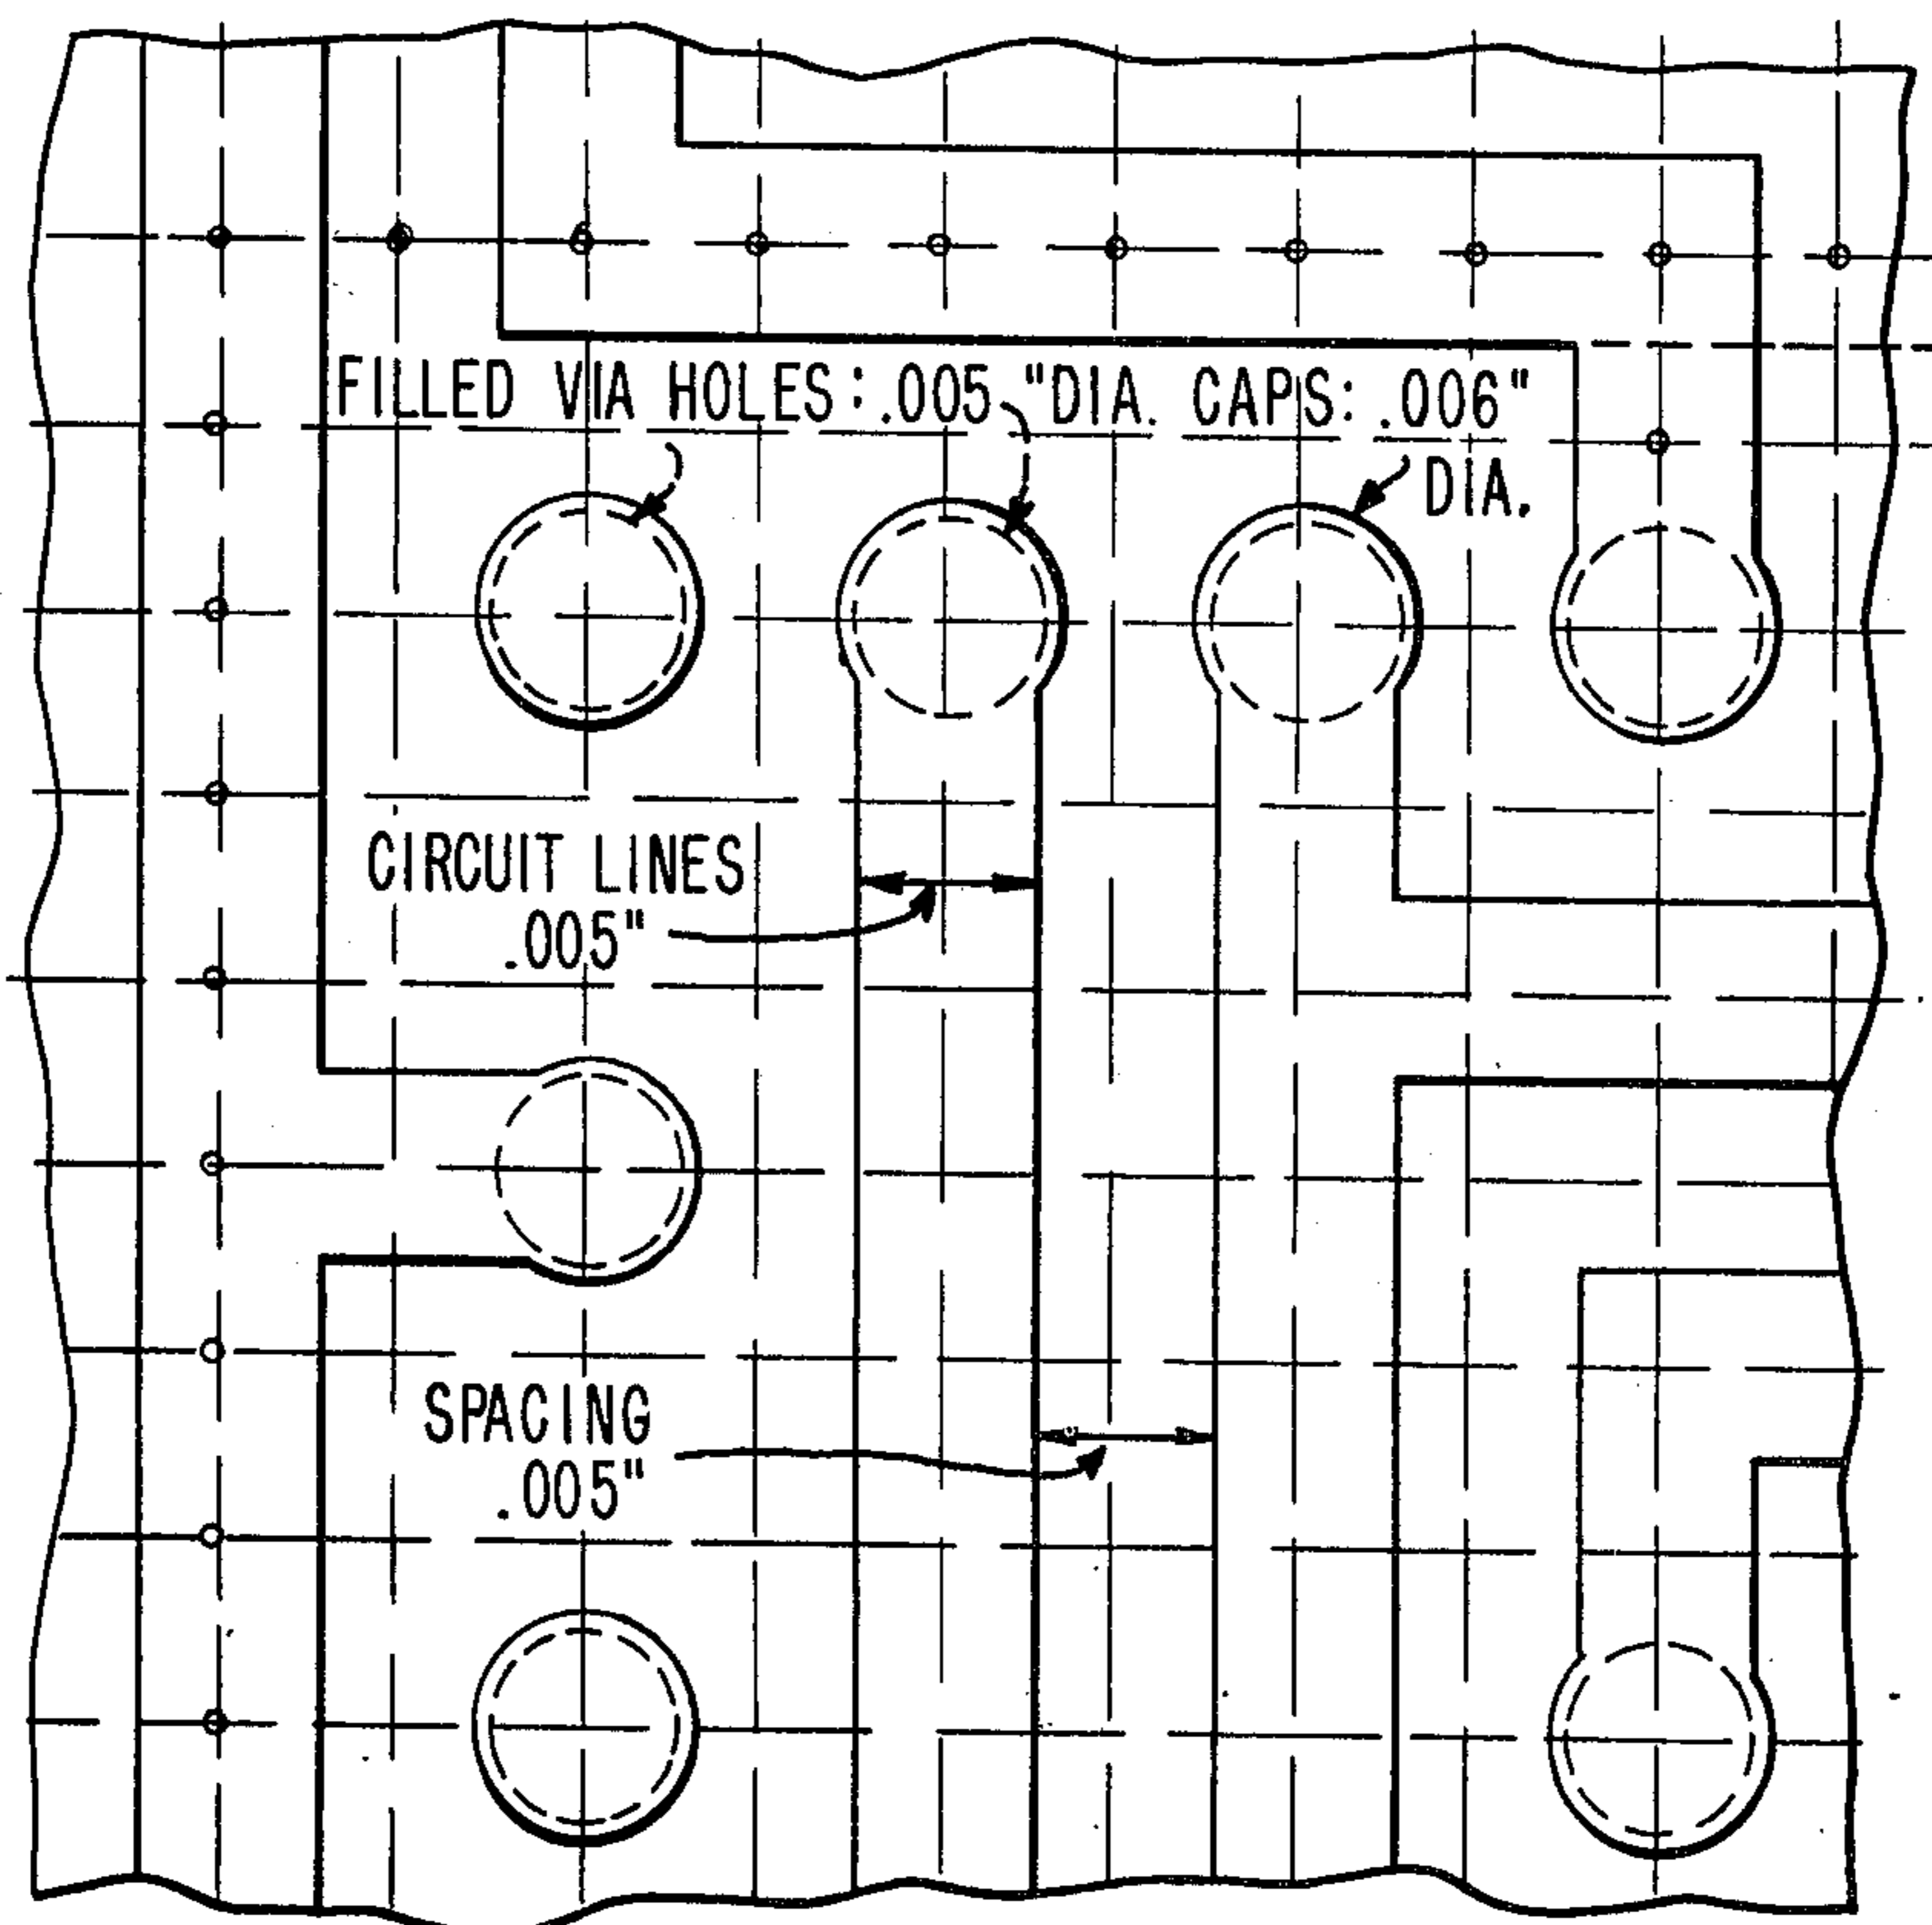 FILLED VIA HOLES: .005 "DIA. CAPS: .006"
DIA.
CIRCUIT LINES
.005"
SPACING
.005"